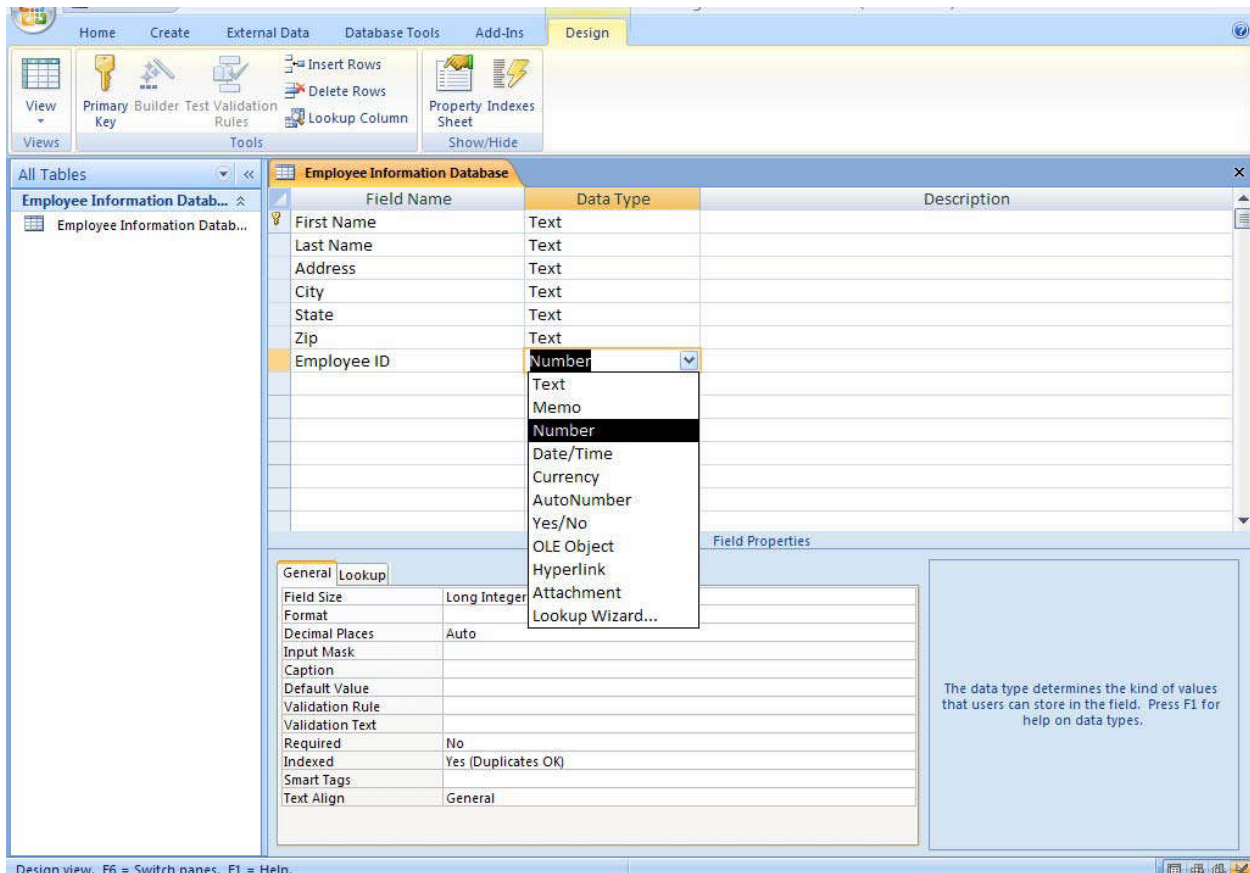 Home Create External Data Database Tools Add-Ins Design
View
Views
Primary Key
Builder
Test Validation Rules
Insert Rows
Delete Rows
Lookup Column
Tools
Property Sheet
Indexes
Show/Hide
All Tables
Employee Information Datab...
Employee Information Datab...
Employee Information Database
Field Name Data Type Description
First Name Text
Last Name Text
Address Text
City Text
State Text
Zip Text
Employee ID Number
Text
Memo
Number
Date/Time
Currency
AutoNumber
Yes/No
OLE Object
Hyperlink
Attachment
Lookup Wizard...
Field Properties
General Lookup
Field Size Long Integer
Format
Decimal Places Auto
Input Mask
Caption
Default Value
Validation Rule
Validation Text
Required No
Indexed Yes (Duplicates OK)
Smart Tags
Text Align General
The data type determines the kind of values
that users can store in the field. Press F1 for
help on data types.
Design view. F6 = Switch panes. F1 = Help.